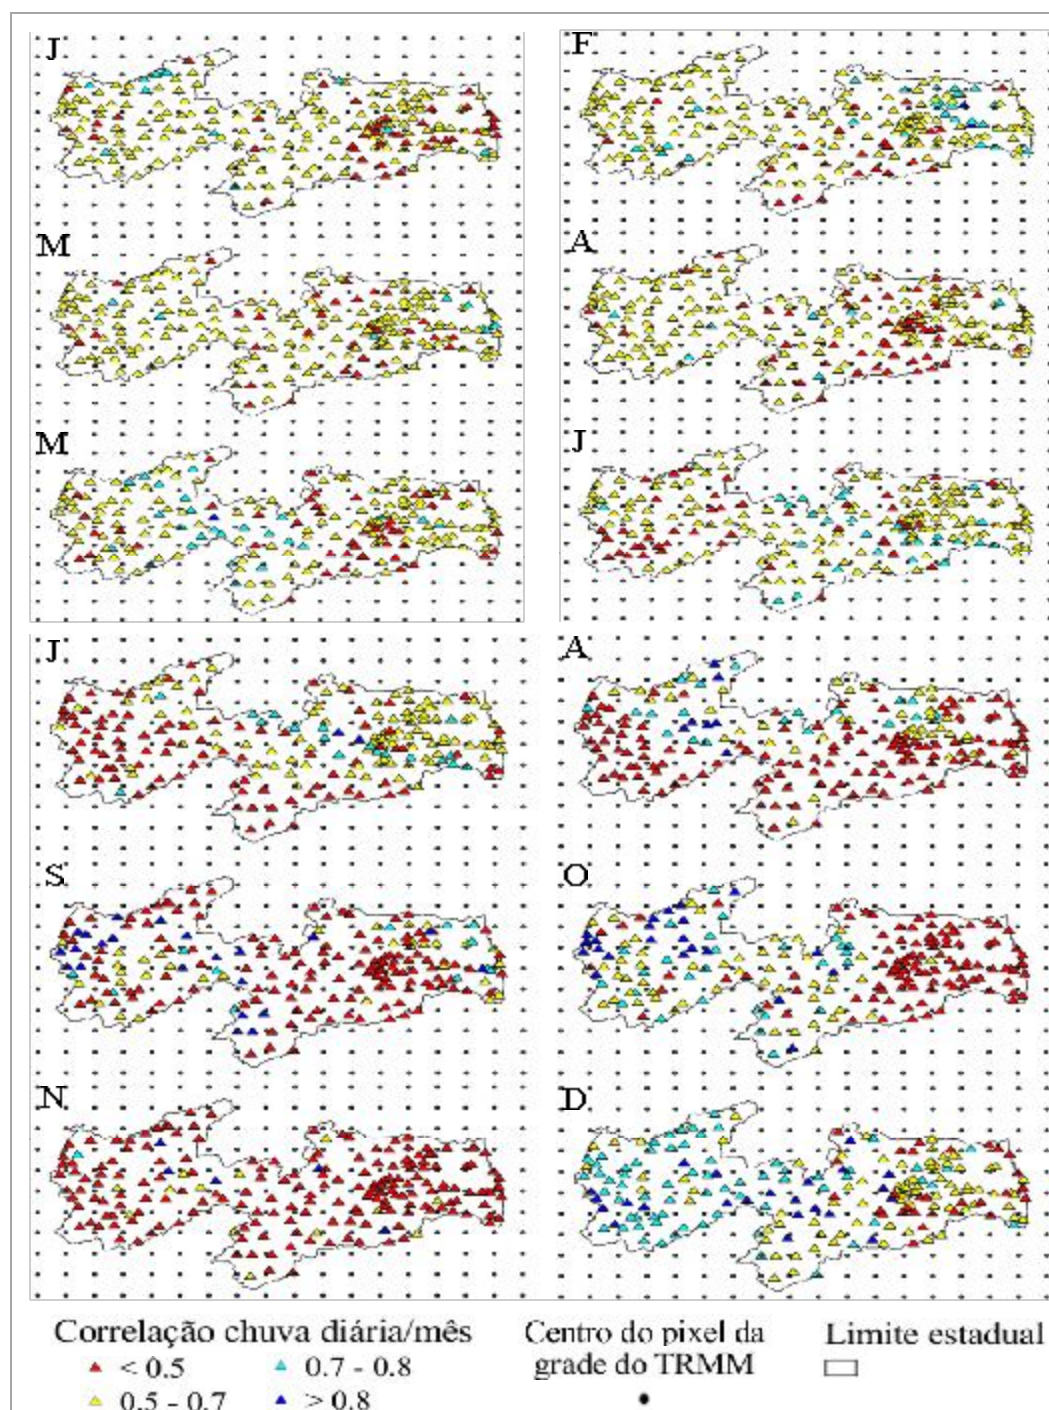 J
F
M
A
M
J
J
A
S
O
N
D
Correlação chuva diária/mês
< 0.5
0.7 - 0.8
0.5 - 0.7
> 0.8
Centro do pixel da
grade do TRMM
Limite estadual